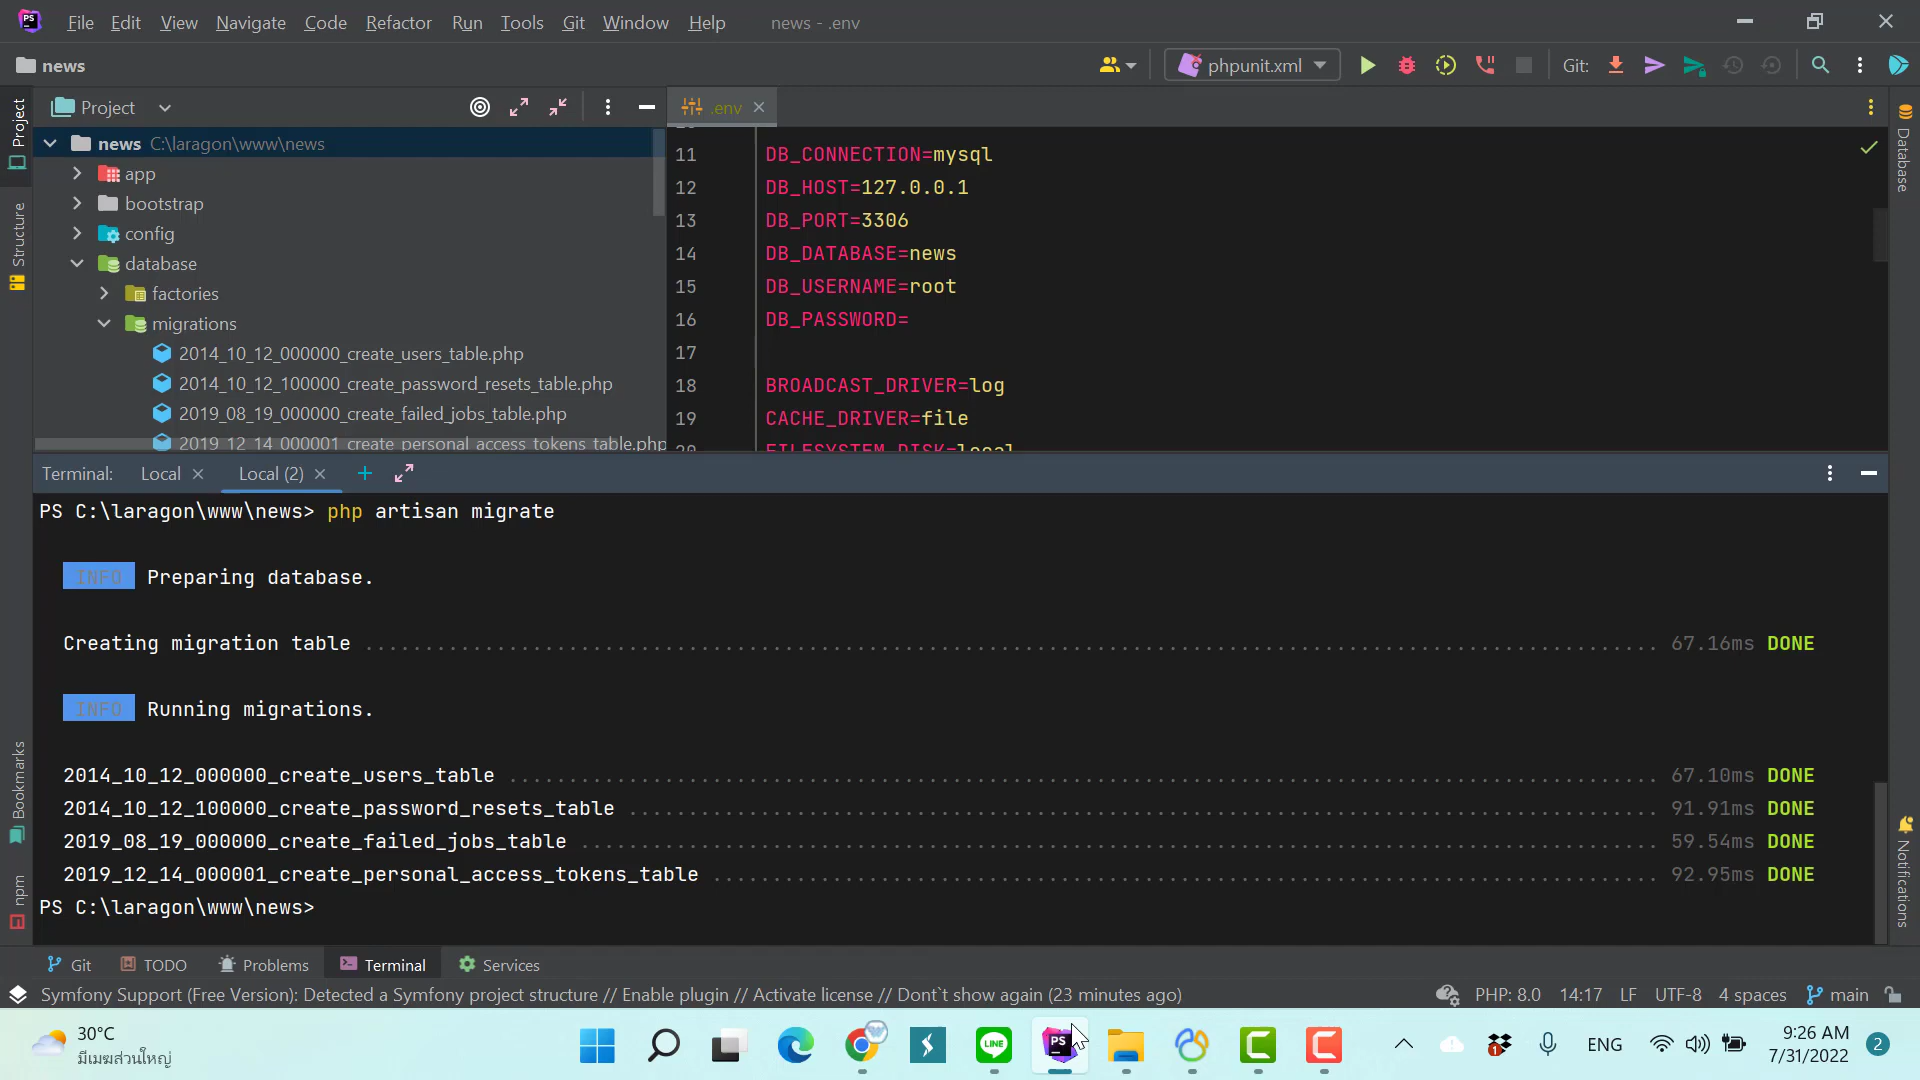 File Edit View Navigate Code Refactor Run Tools Git Window Help news - .env
news
phpunit.xml Git:
Project
.env
news C:\laragon\www\news
app
bootstrap
config
database
factories
migrations
2014_10_12_000000_create_users_table.php
2014_10_12_100000_create_password_resets_table.php
2019_08_19_000000_create_failed_jobs_table.php
2019_12_14_000001_create_personal_access_tokens_table.php
11 DB_CONNECTION=mysql
12 DB_HOST=127.0.0.1
13 DB_PORT=3306
14 DB_DATABASE=news
15 DB_USERNAME=root
16 DB_PASSWORD=
17
18 BROADCAST_DRIVER=log
19 CACHE_DRIVER=file
20 FILESYSTEM_DISK=local
Project
Structure
Bookmarks
npm
Database
Notifications
Terminal: Local Local (2)
PS C:\laragon\www\news> php artisan migrate
INFO Preparing database.
Creating migration table 67.16ms DONE
INFO Running migrations.
2014_10_12_000000_create_users_table 67.10ms DONE
2014_10_12_100000_create_password_resets_table 91.91ms DONE
2019_08_19_000000_create_failed_jobs_table 59.54ms DONE
2019_12_14_000001_create_personal_access_tokens_table 92.95ms DONE
PS C:\laragon\www\news>
Git TODO Problems Terminal Services
Symfony Support (Free Version): Detected a Symfony project structure // Enable plugin // Activate license // Dont`t show again (23 minutes ago) PHP: 8.0 14:17 LF UTF-8 4 spaces main
30°C
มีเมฆส่วนใหญ่
PS
LINE
PS
1
ENG
9:26 AM
7/31/2022
2